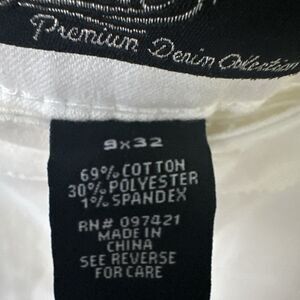 Premium Denim Collection
9x32
69% COTTON
30% POLYESTER
1% SPANDEX
RN# 097421
MADE IN
CHINA
SEE REVERSE
FOR CARE